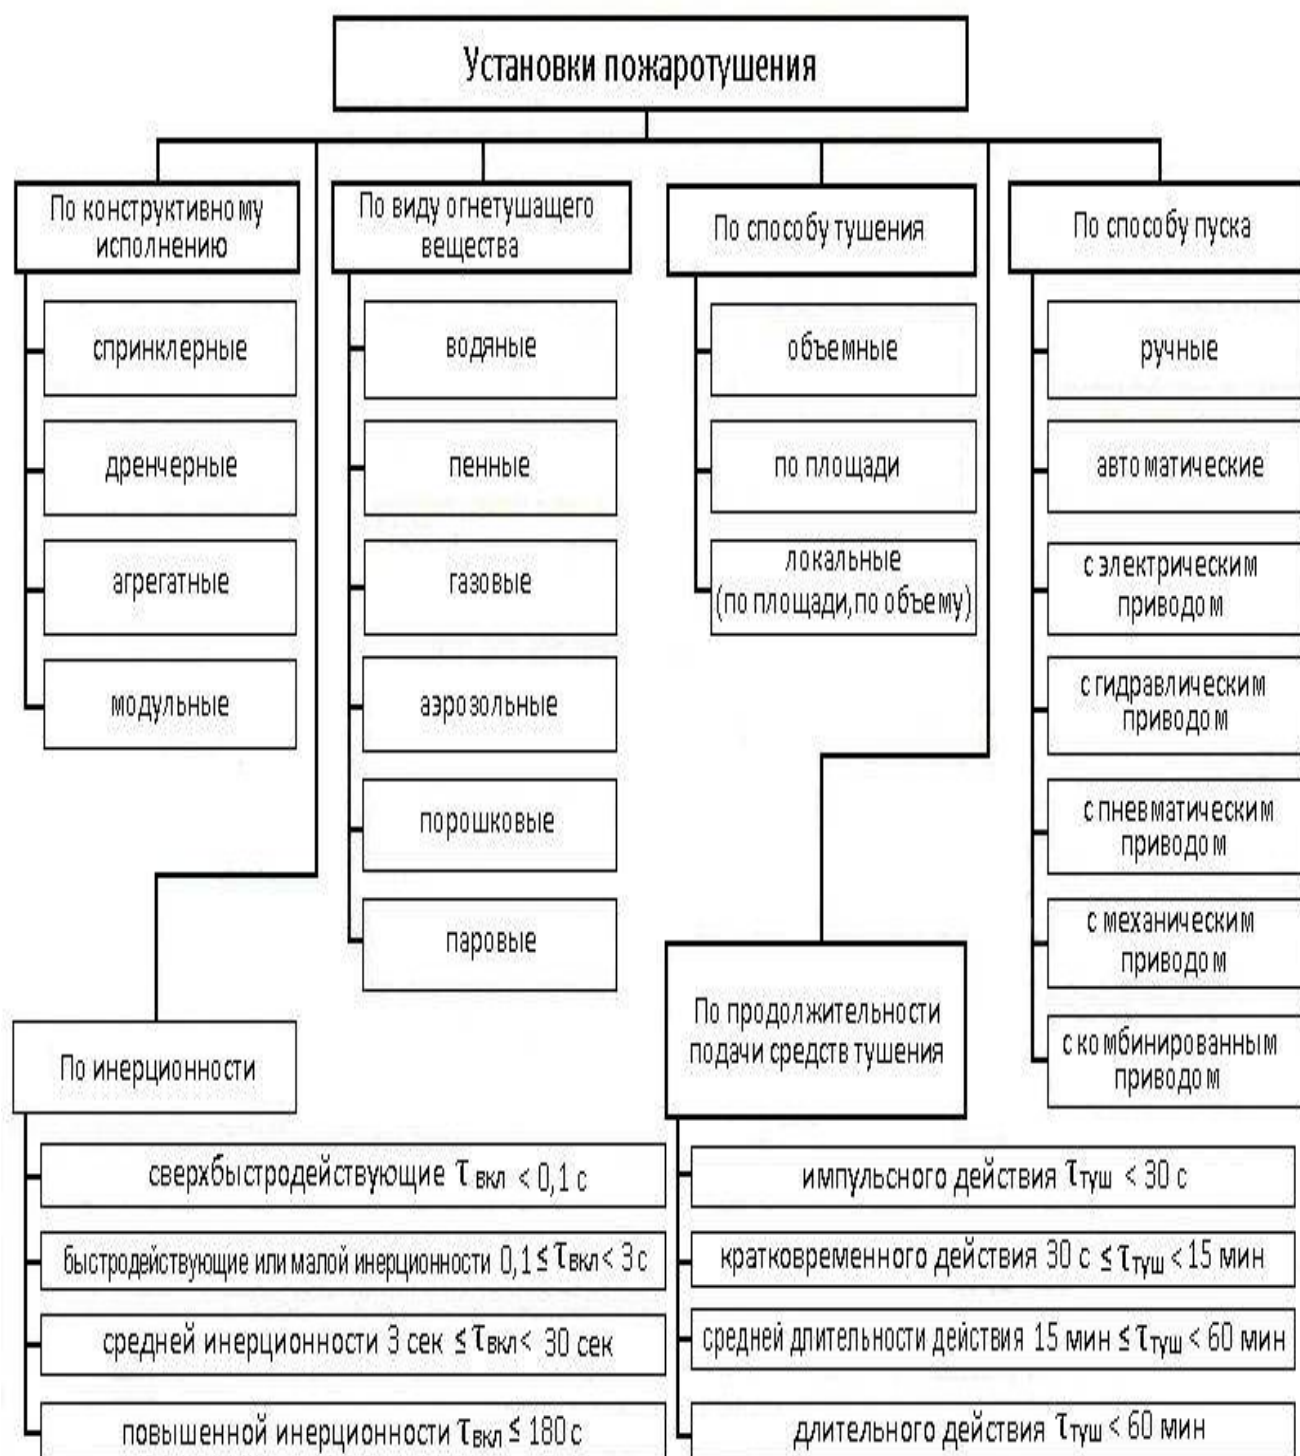 Установки пожаротушения
По конструктивному
исполнению
спринклерные
дренчерные
агрегатные
модульные
По виду огнетушащего
вещества
водяные
пенные
газовые
аэрозольные
порошковые
паровые
По способу тушения
объемные
по площади
локальные
(по площади, по объему)
По способу пуска
ручные
автоматические
с электрическим
приводом
с гидравлическим
приводом
с пневматическим
приводом
с механическим
приводом
с комбинированным
приводом
По инерционности
сверхбыстродействующие τ вкл < 0,1 с
быстродействующие или малой инерционности 0,1 ≤ τвкл < 3 с
средней инерционности 3 сек ≤ τвкл < 30 сек
повышенной инерционности τвкл ≤ 180 с
По продолжительности
подачи средств тушения
импульсного действия τтуш < 30 с
кратковременного действия 30 с ≤ τтуш < 15 мин
средней длительности действия 15 мин ≤ τтуш < 60 мин
длительного действия τтуш < 60 мин